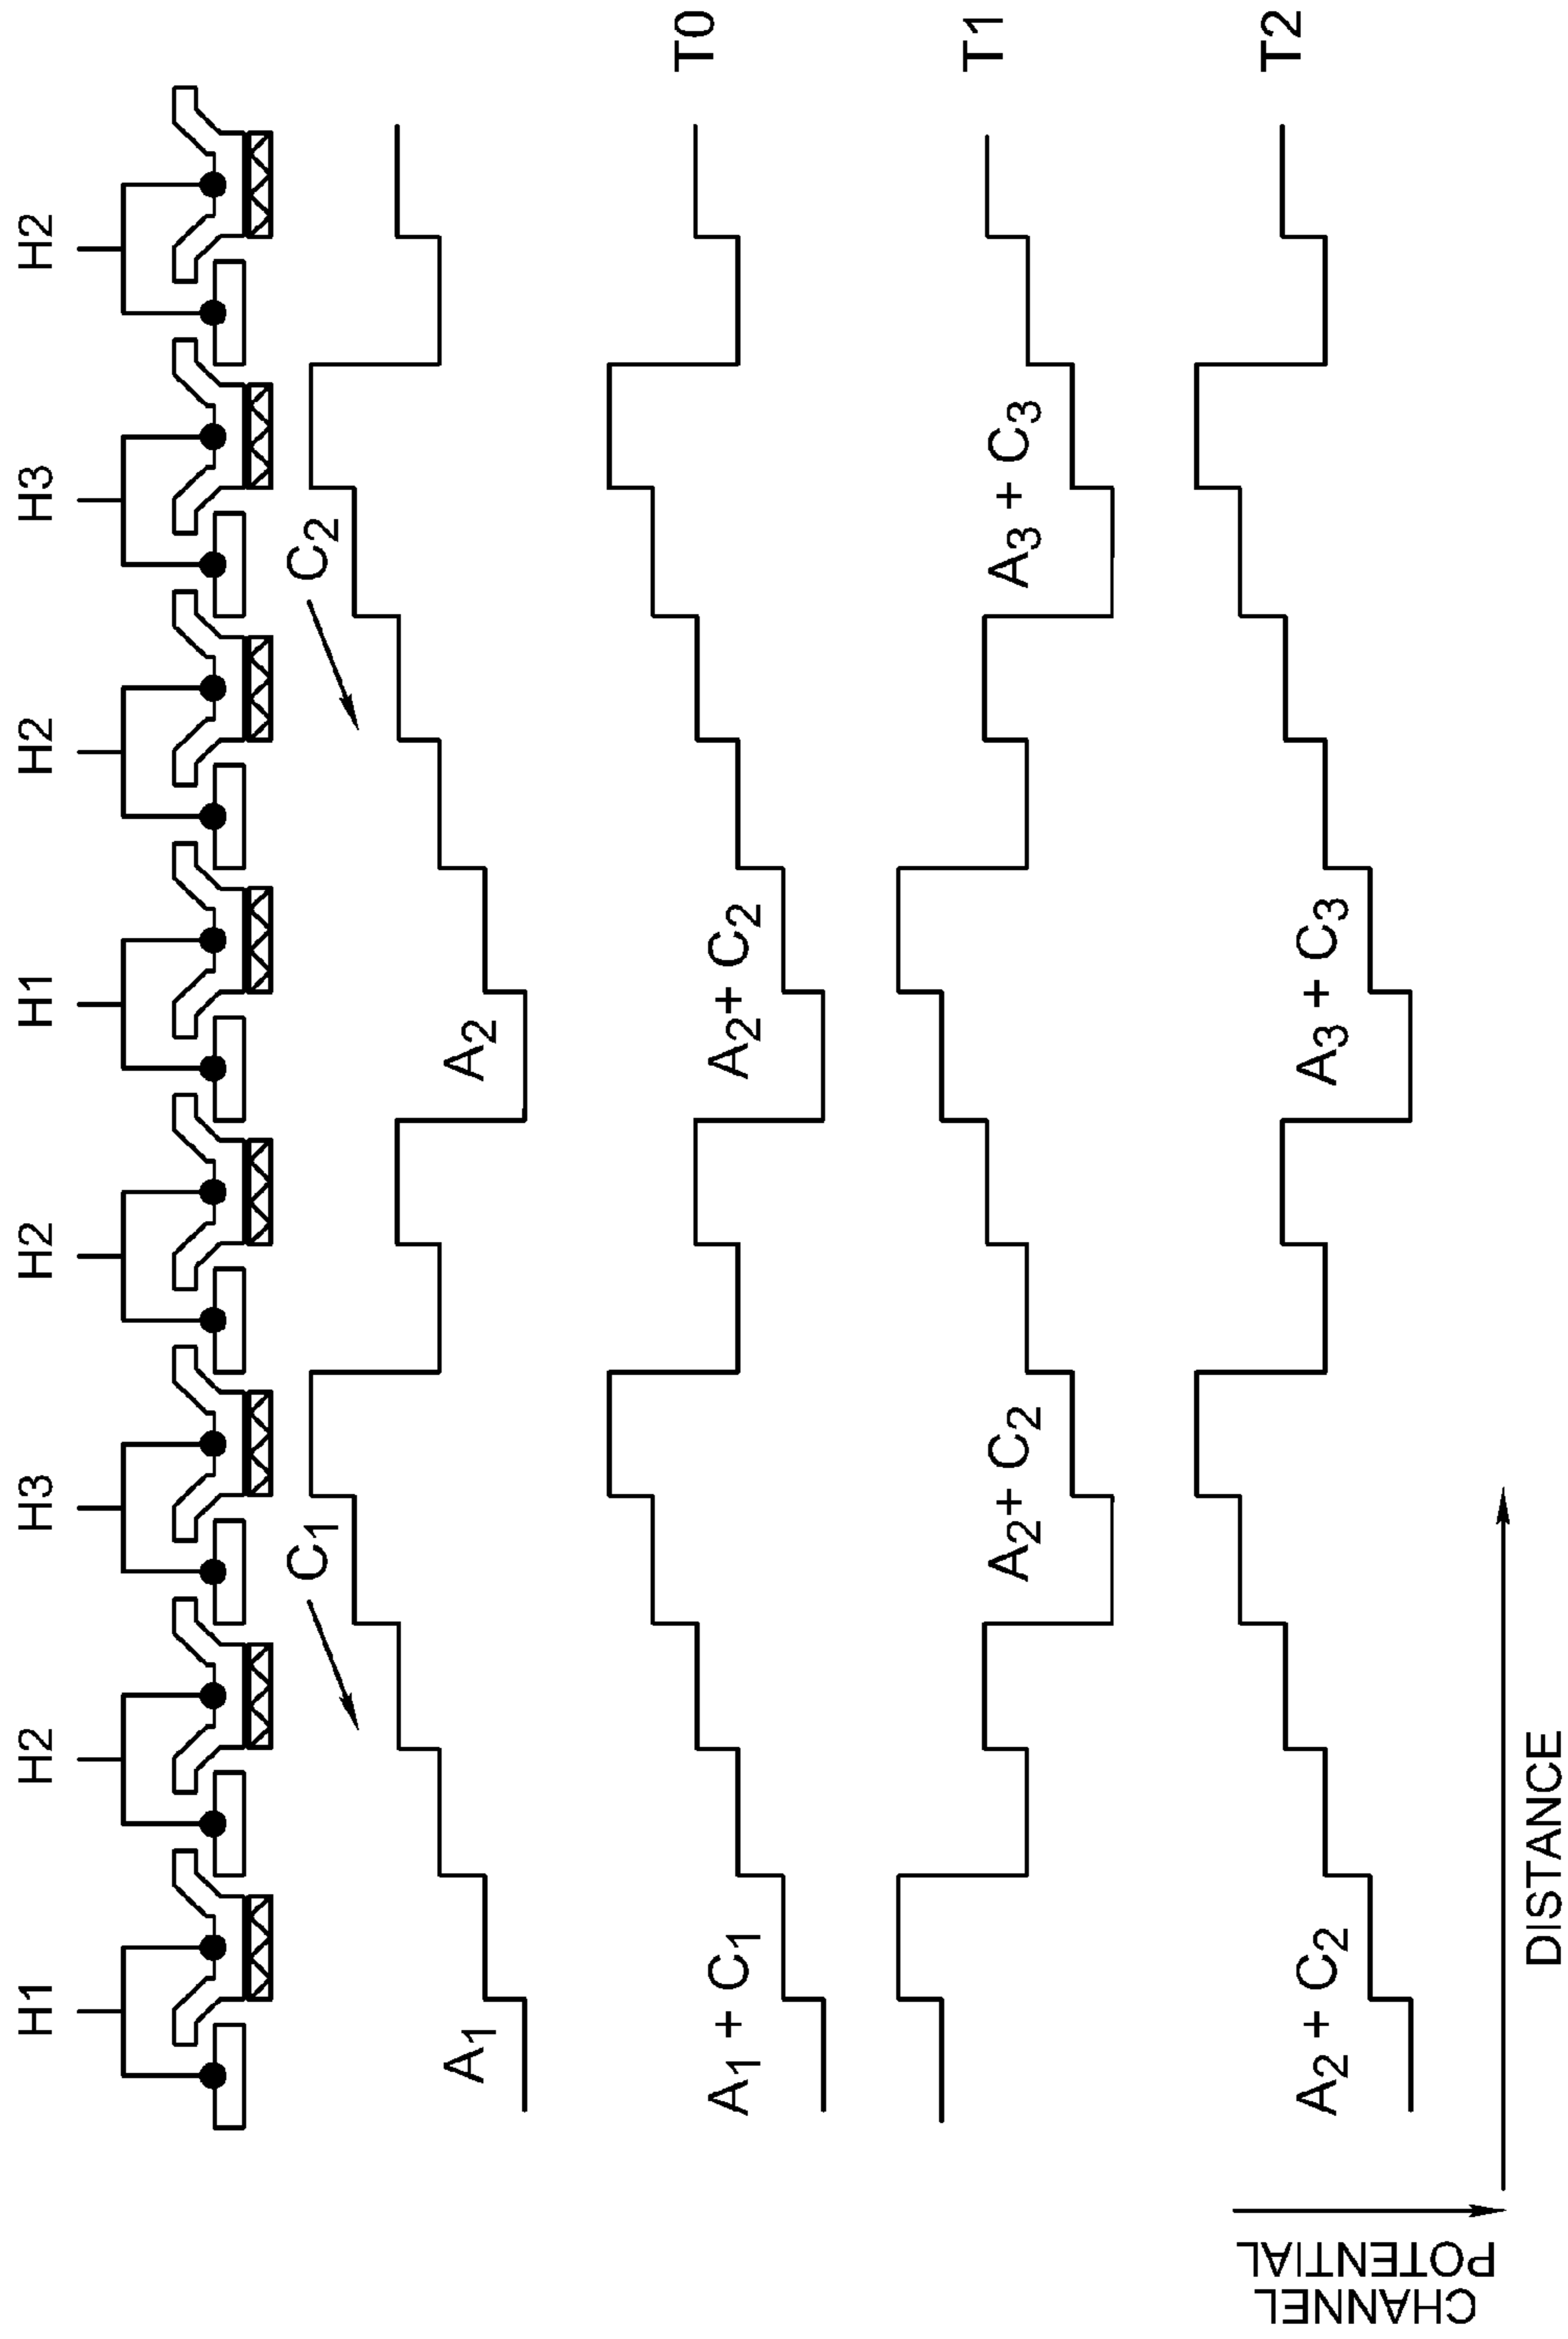 H1
H2
H3
H2
H1
H2
H3
H2
C1
C2
A1
A2
T0
A1 + C1
A2+ C2
T1
A2+ C2
A3 + C3
T2
A2 + C2
A3 + C3
CHANNEL
POTENTIAL
DISTANCE